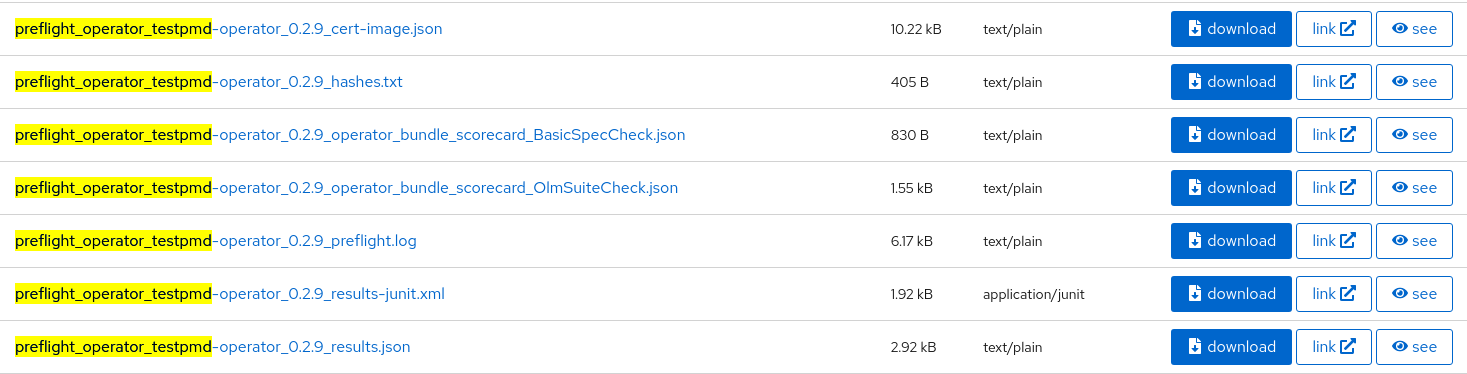 preflight_operator_testpmd-operator_0.2.9_cert-image.json 10.22 kB text/plain download link see
preflight_operator_testpmd-operator_0.2.9_hashes.txt 405 B text/plain download link see
preflight_operator_testpmd-operator_0.2.9_operator_bundle_scorecard_BasicSpecCheck.json 830 B text/plain download link see
preflight_operator_testpmd-operator_0.2.9_operator_bundle_scorecard_OlmSuiteCheck.json 1.55 kB text/plain download link see
preflight_operator_testpmd-operator_0.2.9_preflight.log 6.17 kB text/plain download link see
preflight_operator_testpmd-operator_0.2.9_results-junit.xml 1.92 kB application/junit download link see
preflight_operator_testpmd-operator_0.2.9_results.json 2.92 kB text/plain download link see